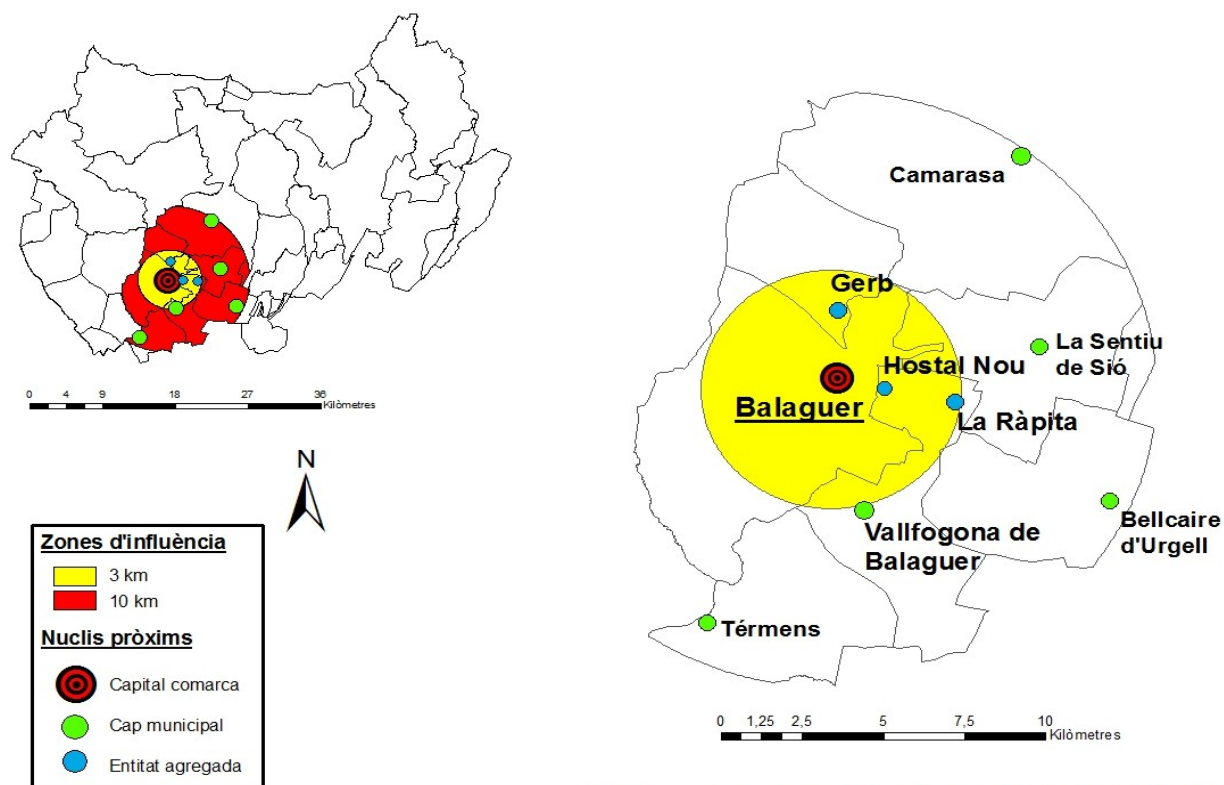 0 4 9 18 27 36
Kilòmetres
N
Zones d'influència
3 km
10 km
Nuclis pròxims
Capital comarca
Cap municipal
Entitat agregada
Camarasa
Gerb
La Sentiu
de Sió
Hostal Nou
Balaguer
La Ràpita
Bellcaire
d'Urgell
Vallfogona de
Balaguer
Térmens
0 1,25 2,5 5 7,5 10
Kilòmetres